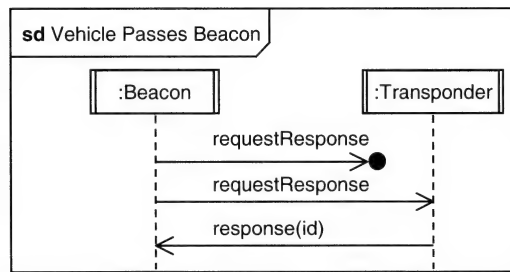 sd Vehicle Passes Beacon
:Beacon
:Transponder
requestResponse
requestResponse
response(id)